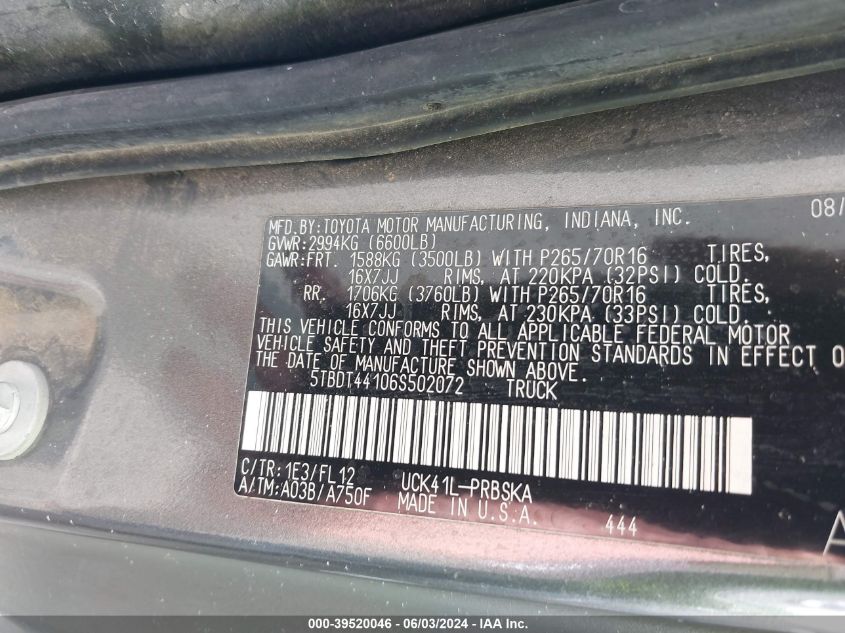 MFD.BY:TOYOTA MOTOR MANUFACTURING, INDIANA, INC. 08/
GVWR:2994KG (6600LB)
GAWR:FRT. 1588KG (3500LB) WITH P265/70R16 TIRES,
16X7JJ RIMS, AT 220KPA (32PSI) COLD.
RR. 1706KG (3760LB) WITH P265/70R16 TIRES,
16X7JJ RIMS, AT 230KPA (33PSI) COLD.
THIS VEHICLE CONFORMS TO ALL APPLICABLE FEDERAL MOTOR
VEHICLE SAFETY AND THEFT PREVENTION STANDARDS IN EFFECT O
THE DATE OF MANUFACTURE SHOWN ABOVE.
5TBDT44106S502072 TRUCK
C/TR:1E3/FL12 UCK41L-PRBSKA
A/TM:A03B/A750F MADE IN U.S.A. 444
A
000-39520046 - 06/03/2024 - IAA Inc.